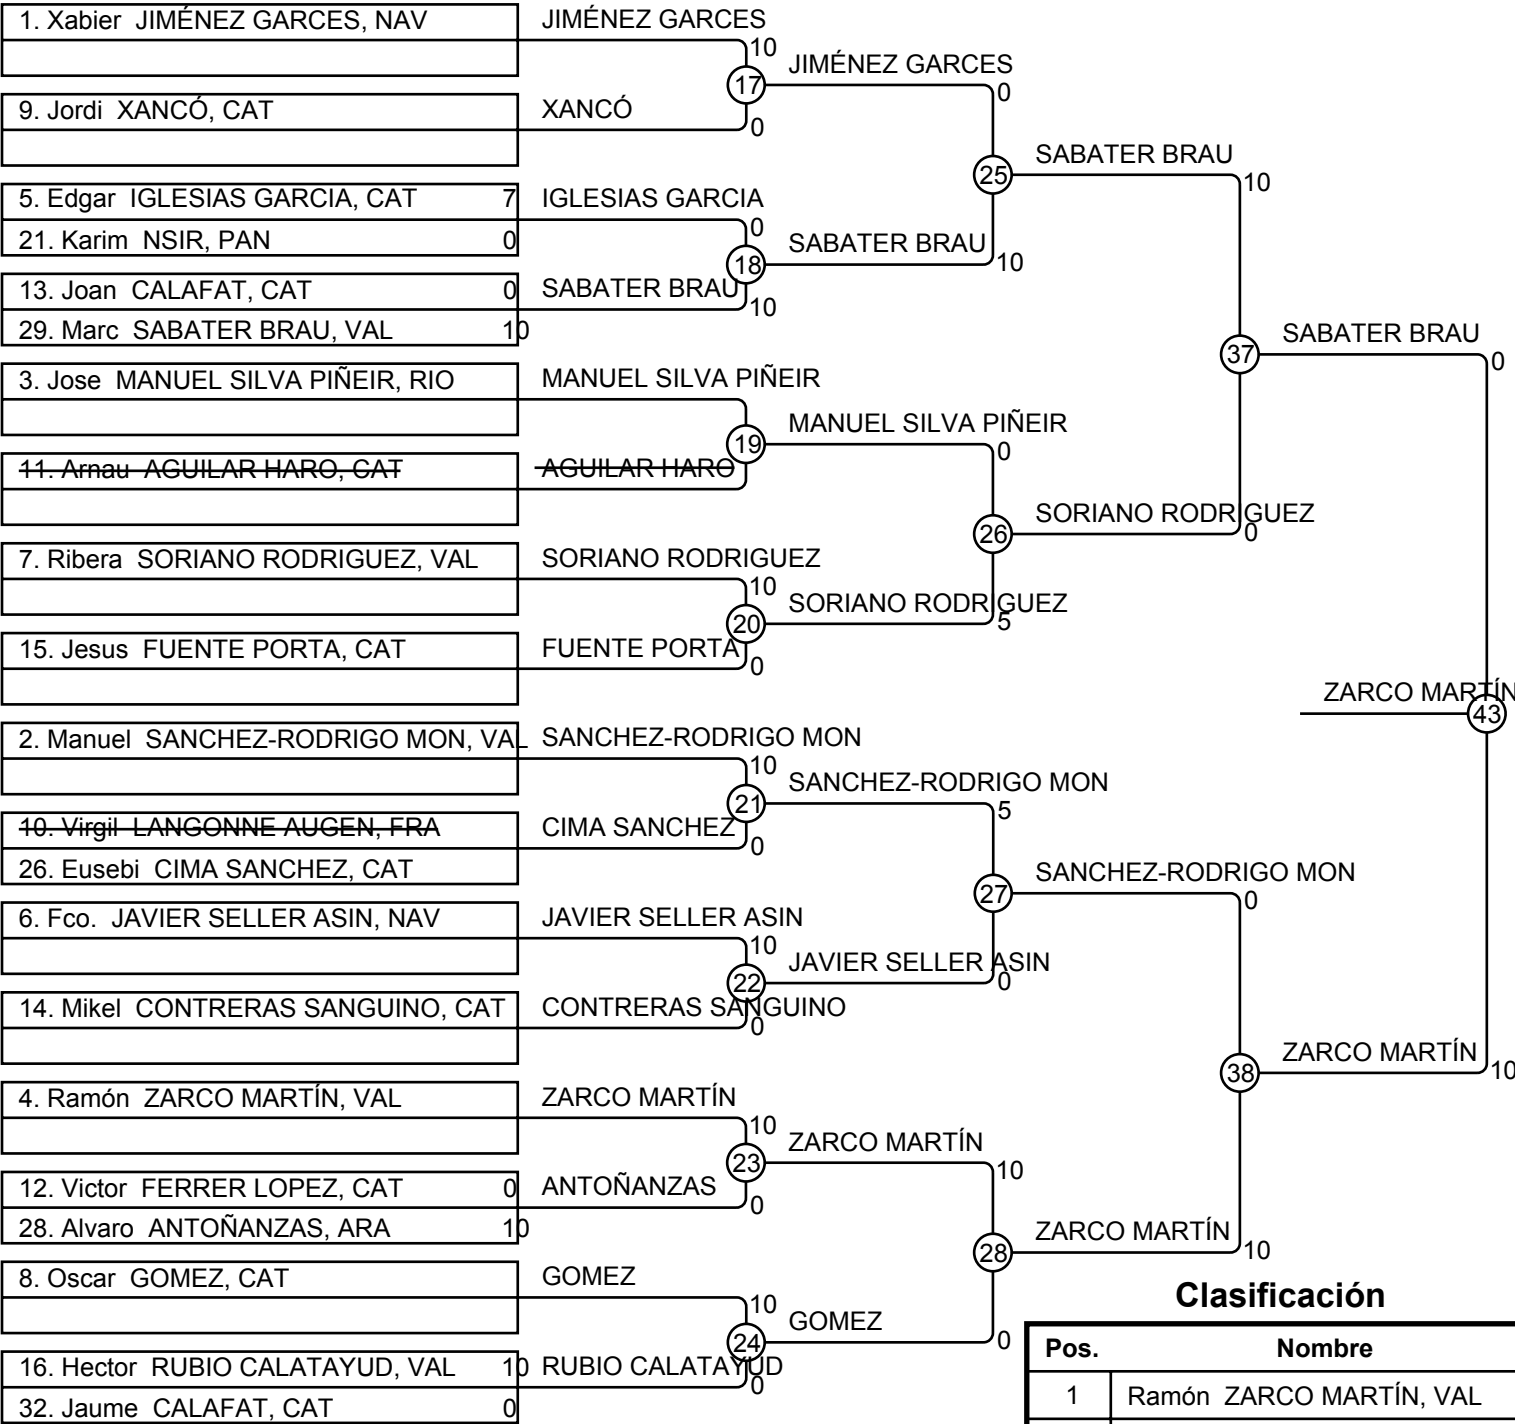 1. Xabier JIMÉNEZ GARCES, NAV
9. Jordi XANCÓ, CAT
5. Edgar IGLESIAS GARCIA, CAT 7
21. Karim NSIR, PAN 0
13. Joan CALAFAT, CAT 0
29. Marc SABATER BRAU, VAL 10
3. Jose MANUEL SILVA PIÑEIR, RIO
11. Arnau AGUILAR HARO, CAT
7. Ribera SORIANO RODRIGUEZ, VAL
15. Jesus FUENTE PORTA, CAT
2. Manuel SANCHEZ-RODRIGO MON, VAL
10. Virgil LANGONNE AUGEN, FRA
26. Eusebi CIMA SANCHEZ, CAT
6. Fco. JAVIER SELLER ASIN, NAV
14. Mikel CONTRERAS SANGUINO, CAT
4. Ramón ZARCO MARTÍN, VAL
12. Victor FERRER LOPEZ, CAT 0
28. Alvaro ANTOÑANZAS, ARA 10
8. Oscar GOMEZ, CAT
16. Hector RUBIO CALATAYUD, VAL 10
32. Jaume CALAFAT, CAT 0
JIMÉNEZ GARCES
10
17
XANCÓ
0
IGLESIAS GARCIA
0
18
SABATER BRAU
10
MANUEL SILVA PIÑEIR
19
AGUILAR HARO
SORIANO RODRIGUEZ
10
20
FUENTE PORTA
0
SANCHEZ-RODRIGO MON
10
21
CIMA SANCHEZ
0
JAVIER SELLER ASIN
10
22
CONTRERAS SANGUINO
0
ZARCO MARTÍN
10
23
ANTOÑANZAS
0
GOMEZ
10
24
RUBIO CALATAYUD
0
JIMÉNEZ GARCES
0
25
SABATER BRAU
10
MANUEL SILVA PIÑEIR
0
26
SORIANO RODRIGUEZ
5
SANCHEZ-RODRIGO MON
5
27
JAVIER SELLER ASIN
0
ZARCO MARTÍN
10
28
GOMEZ
0
SABATER BRAU
10
37
SORIANO RODRIGUEZ
0
SANCHEZ-RODRIGO MON
0
38
ZARCO MARTÍN
10
SABATER BRAU
0
ZARCO MARTÍN
43
ZARCO MARTÍN
10
Clasificación
Pos. Nombre
1 Ramón ZARCO MARTÍN, VAL